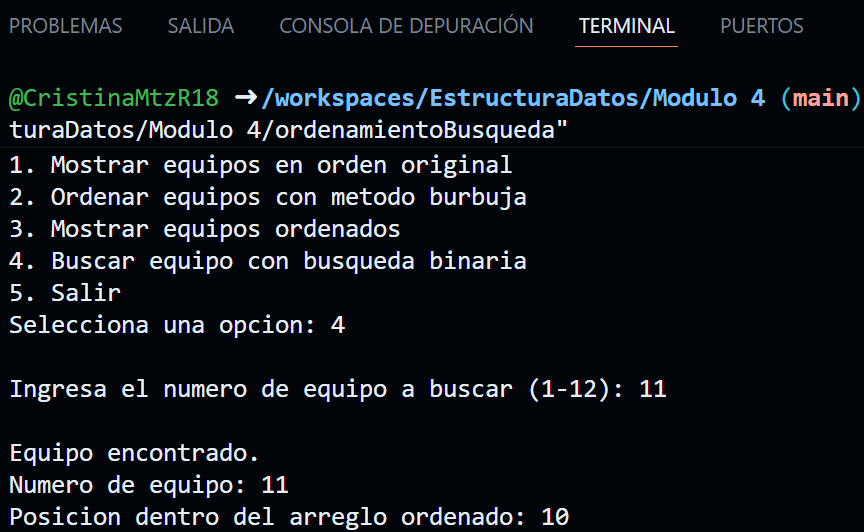 PROBLEMAS SALIDA CONSOLA DE DEPURACIÓN TERMINAL PUERTOS
@CristinaMtzR18 ➜/workspaces/EstructuraDatos/Modulo 4 (main)
turaDatos/Modulo 4/ordenamientoBusqueda"
1. Mostrar equipos en orden original
2. Ordenar equipos con metodo burbuja
3. Mostrar equipos ordenados
4. Buscar equipo con busqueda binaria
5. Salir
Selecciona una opcion: 4
Ingresa el numero de equipo a buscar (1-12): 11
Equipo encontrado.
Numero de equipo: 11
Posicion dentro del arreglo ordenado: 10